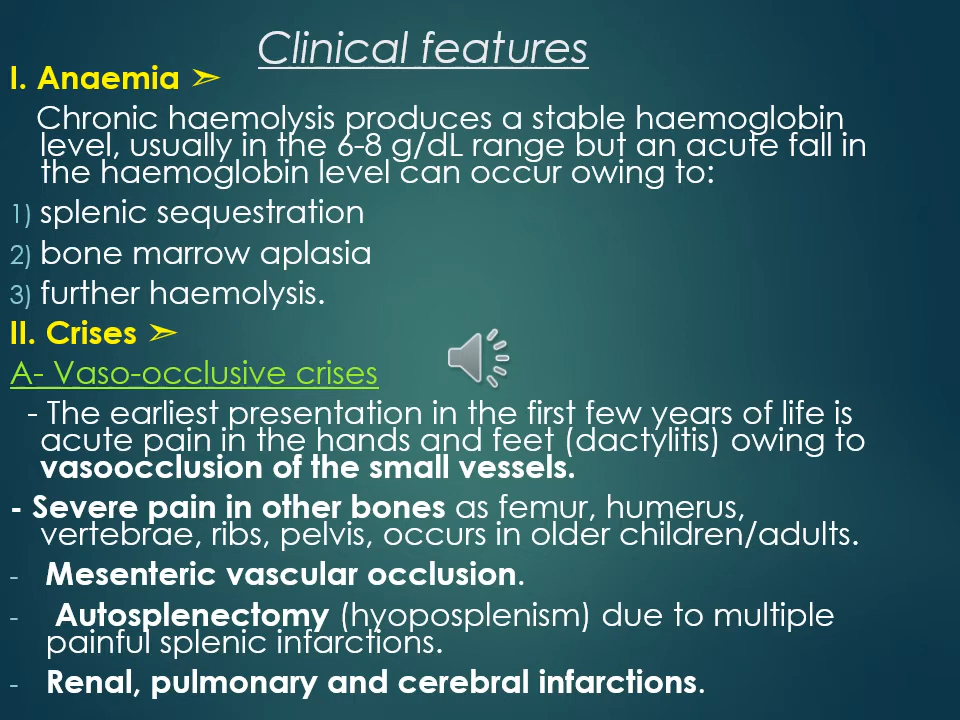 Clinical features
I. Anaemia ➣
Chronic haemolysis produces a stable haemoglobin
level, usually in the 6-8 g/dL range but an acute fall in
the haemoglobin level can occur owing to:
1) splenic sequestration
2) bone marrow aplasia
3) further haemolysis.
II. Crises ➣
A- Vaso-occlusive crises
- The earliest presentation in the first few years of life is
acute pain in the hands and feet (dactylitis) owing to
vasoocclusion of the small vessels.
- Severe pain in other bones as femur, humerus,
vertebrae, ribs, pelvis, occurs in older children/adults.
- Mesenteric vascular occlusion.
- Autosplenectomy (hyoposplenism) due to multiple
painful splenic infarctions.
- Renal, pulmonary and cerebral infarctions.